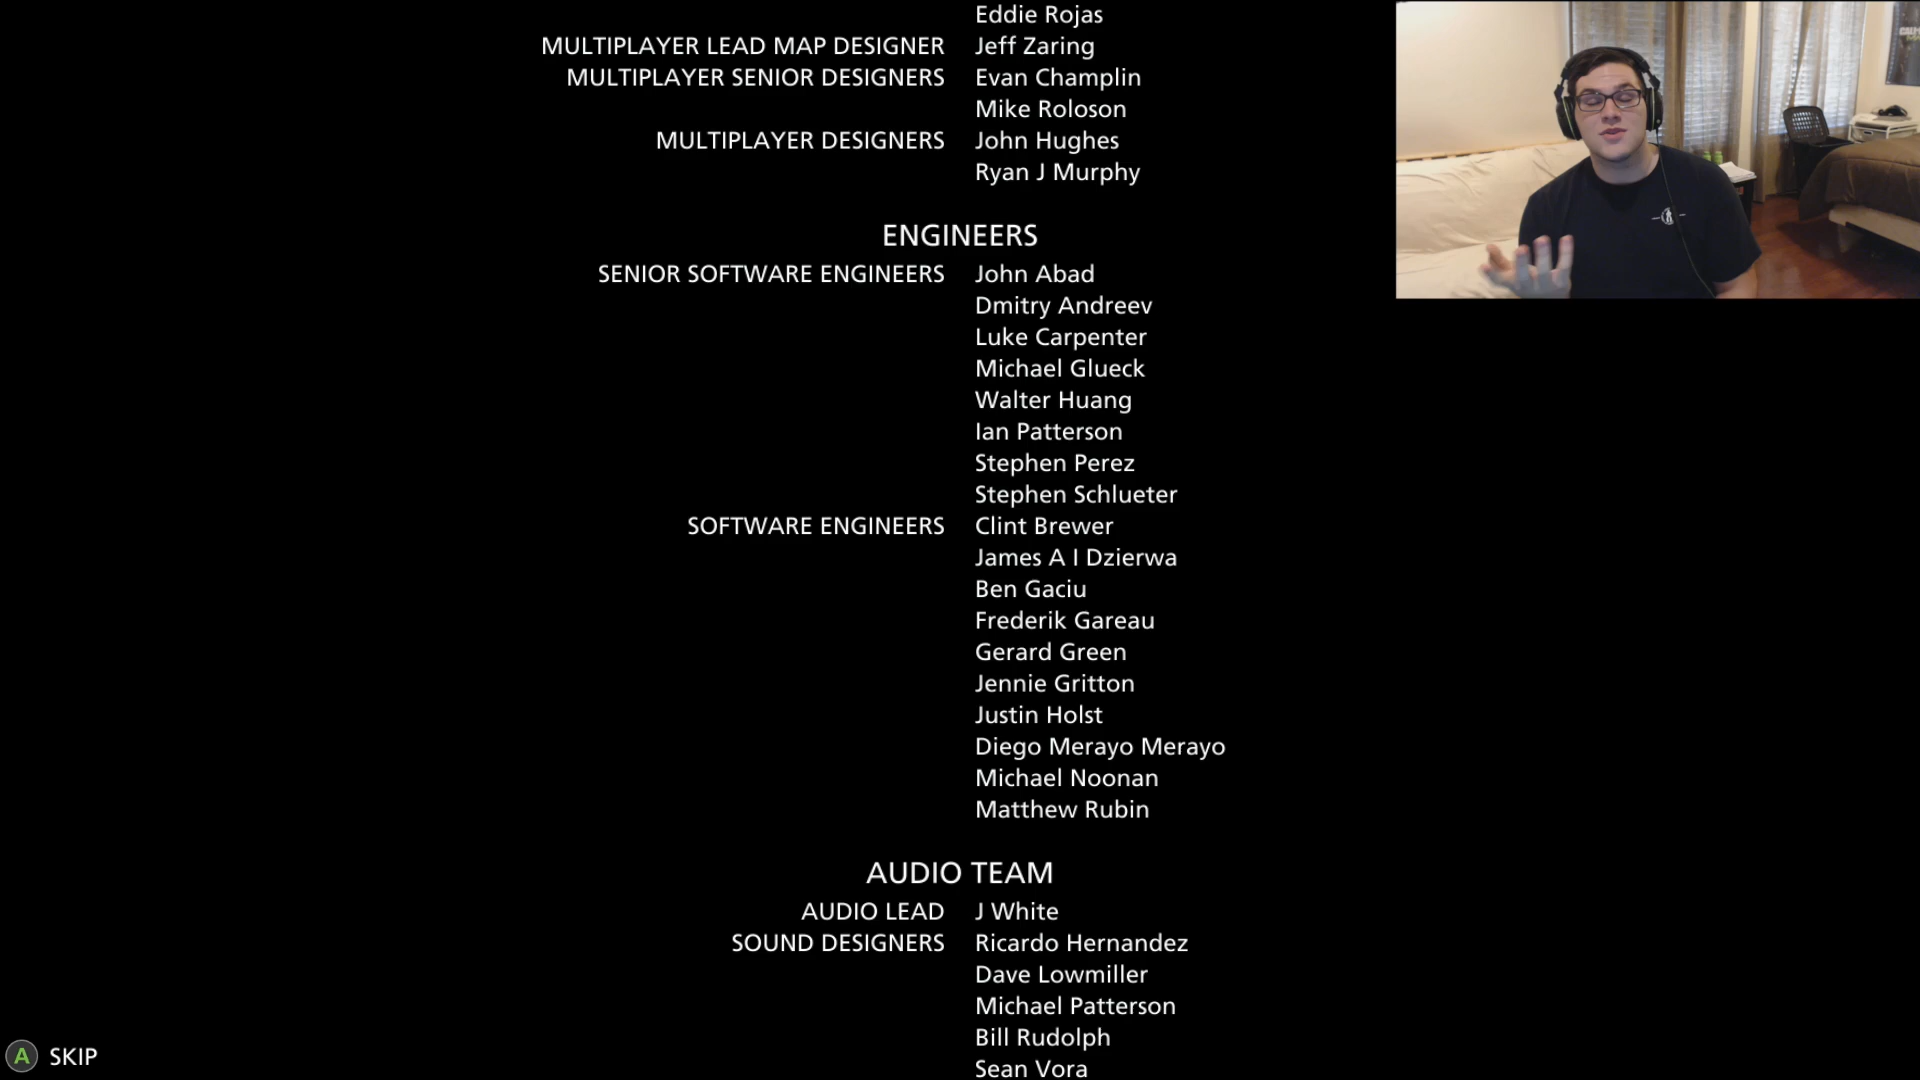 Eddie Rojas
MULTIPLAYER LEAD MAP DESIGNER Jeff Zaring
MULTIPLAYER SENIOR DESIGNERS Evan Champlin
Mike Roloson
MULTIPLAYER DESIGNERS John Hughes
Ryan J Murphy
ENGINEERS
SENIOR SOFTWARE ENGINEERS John Abad
Dmitry Andreev
Luke Carpenter
Michael Glueck
Walter Huang
Ian Patterson
Stephen Perez
Stephen Schlueter
SOFTWARE ENGINEERS Clint Brewer
James A I Dzierwa
Ben Gaciu
Frederik Gareau
Gerard Green
Jennie Gritton
Justin Holst
Diego Merayo Merayo
Michael Noonan
Matthew Rubin
AUDIO TEAM
AUDIO LEAD J White
SOUND DESIGNERS Ricardo Hernandez
Dave Lowmiller
Michael Patterson
Bill Rudolph
Sean Vora
A SKIP